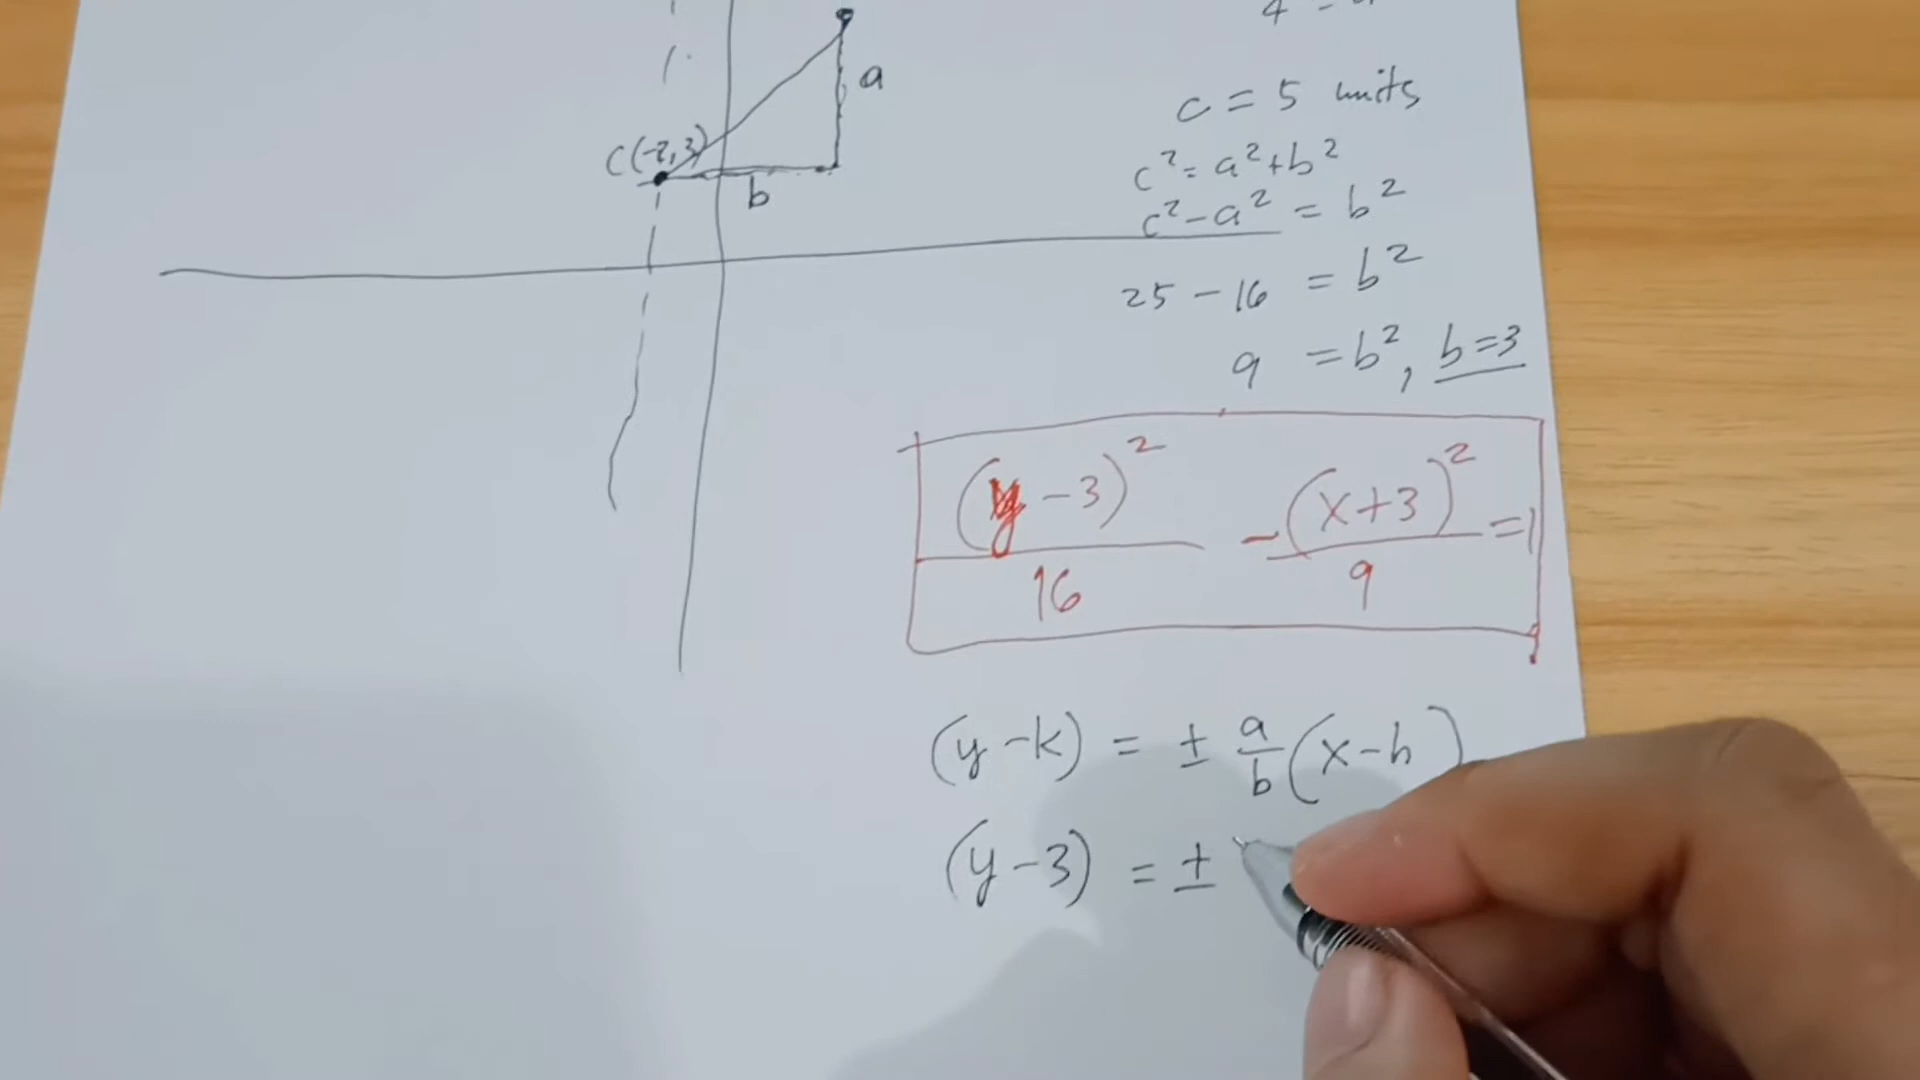 a
C(-2,3)
b
c = 5 units
c² = a² + b²
c² - a² = b²
25 - 16 = b²
9 = b², b = 3
(y - 3)²/16 - (x + 3)²/9 = 1
(y - k) = ± a/b (x - h)
(y - 3) = ±